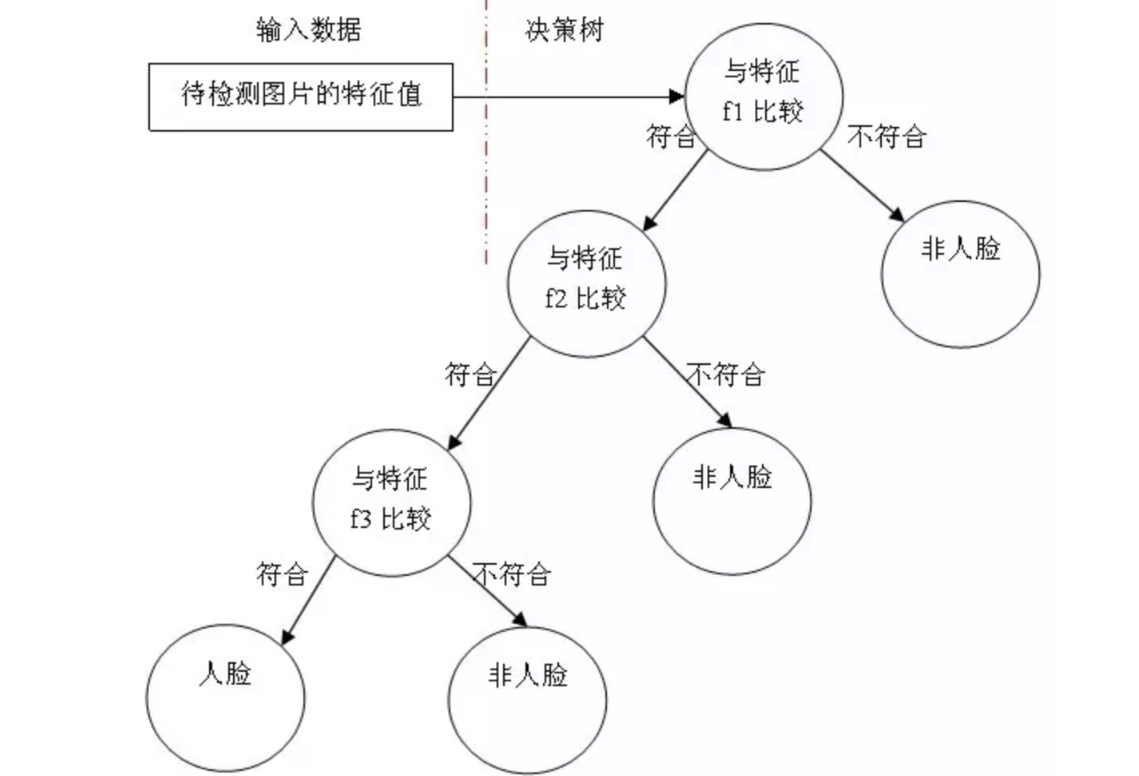 输入数据
决策树
待检测图片的特征值
与特征
f1 比较
符合
不符合
与特征
f2 比较
非人脸
符合
不符合
与特征
f3 比较
非人脸
符合
不符合
人脸
非人脸